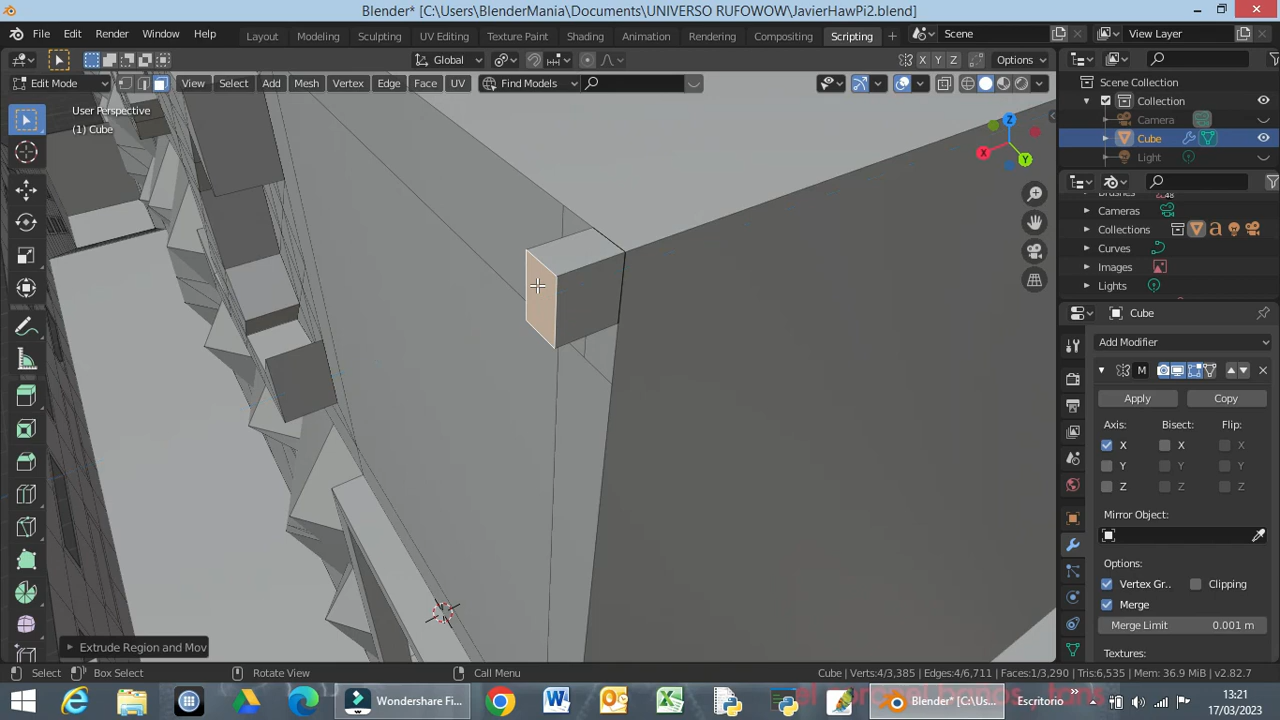 Blender* [C:\Users\BlenderMania\Documents\UNIVERSO RUFOWOW\JavierHawPi2.blend]
File Edit Render Window Help Layout Modeling Sculpting UV Editing Texture Paint Shading Animation Rendering Compositing Scripting + Scene View Layer
Global X Y Z Options
Edit Mode View Select Add Mesh Vertex Edge Face UV Find Models
Scene Collection
Collection
Camera
Cube
Light
User Perspective
(1) Cube
Z
X
Y
Cameras
Collections
Curves
Images
Lights
Cube
Add Modifier
M
Apply Copy
Axis: Bisect: Flip:
X X X
Y Y Y
Z Z Z
Mirror Object:
Options:
Vertex Gr... Clipping
Merge
Merge Limit 0.001 m
Textures:
Extrude Region and Mov
Select Box Select Rotate View Call Menu Cube | Verts:4/3,385 | Edges:4/6,711 | Faces:1/3,290 | Tris:6,535 | Mem: 36.9 MiB | v2.82.7
Wondershare Fi... Blender* [C:\Us... Escritorio 13:21
17/03/2023